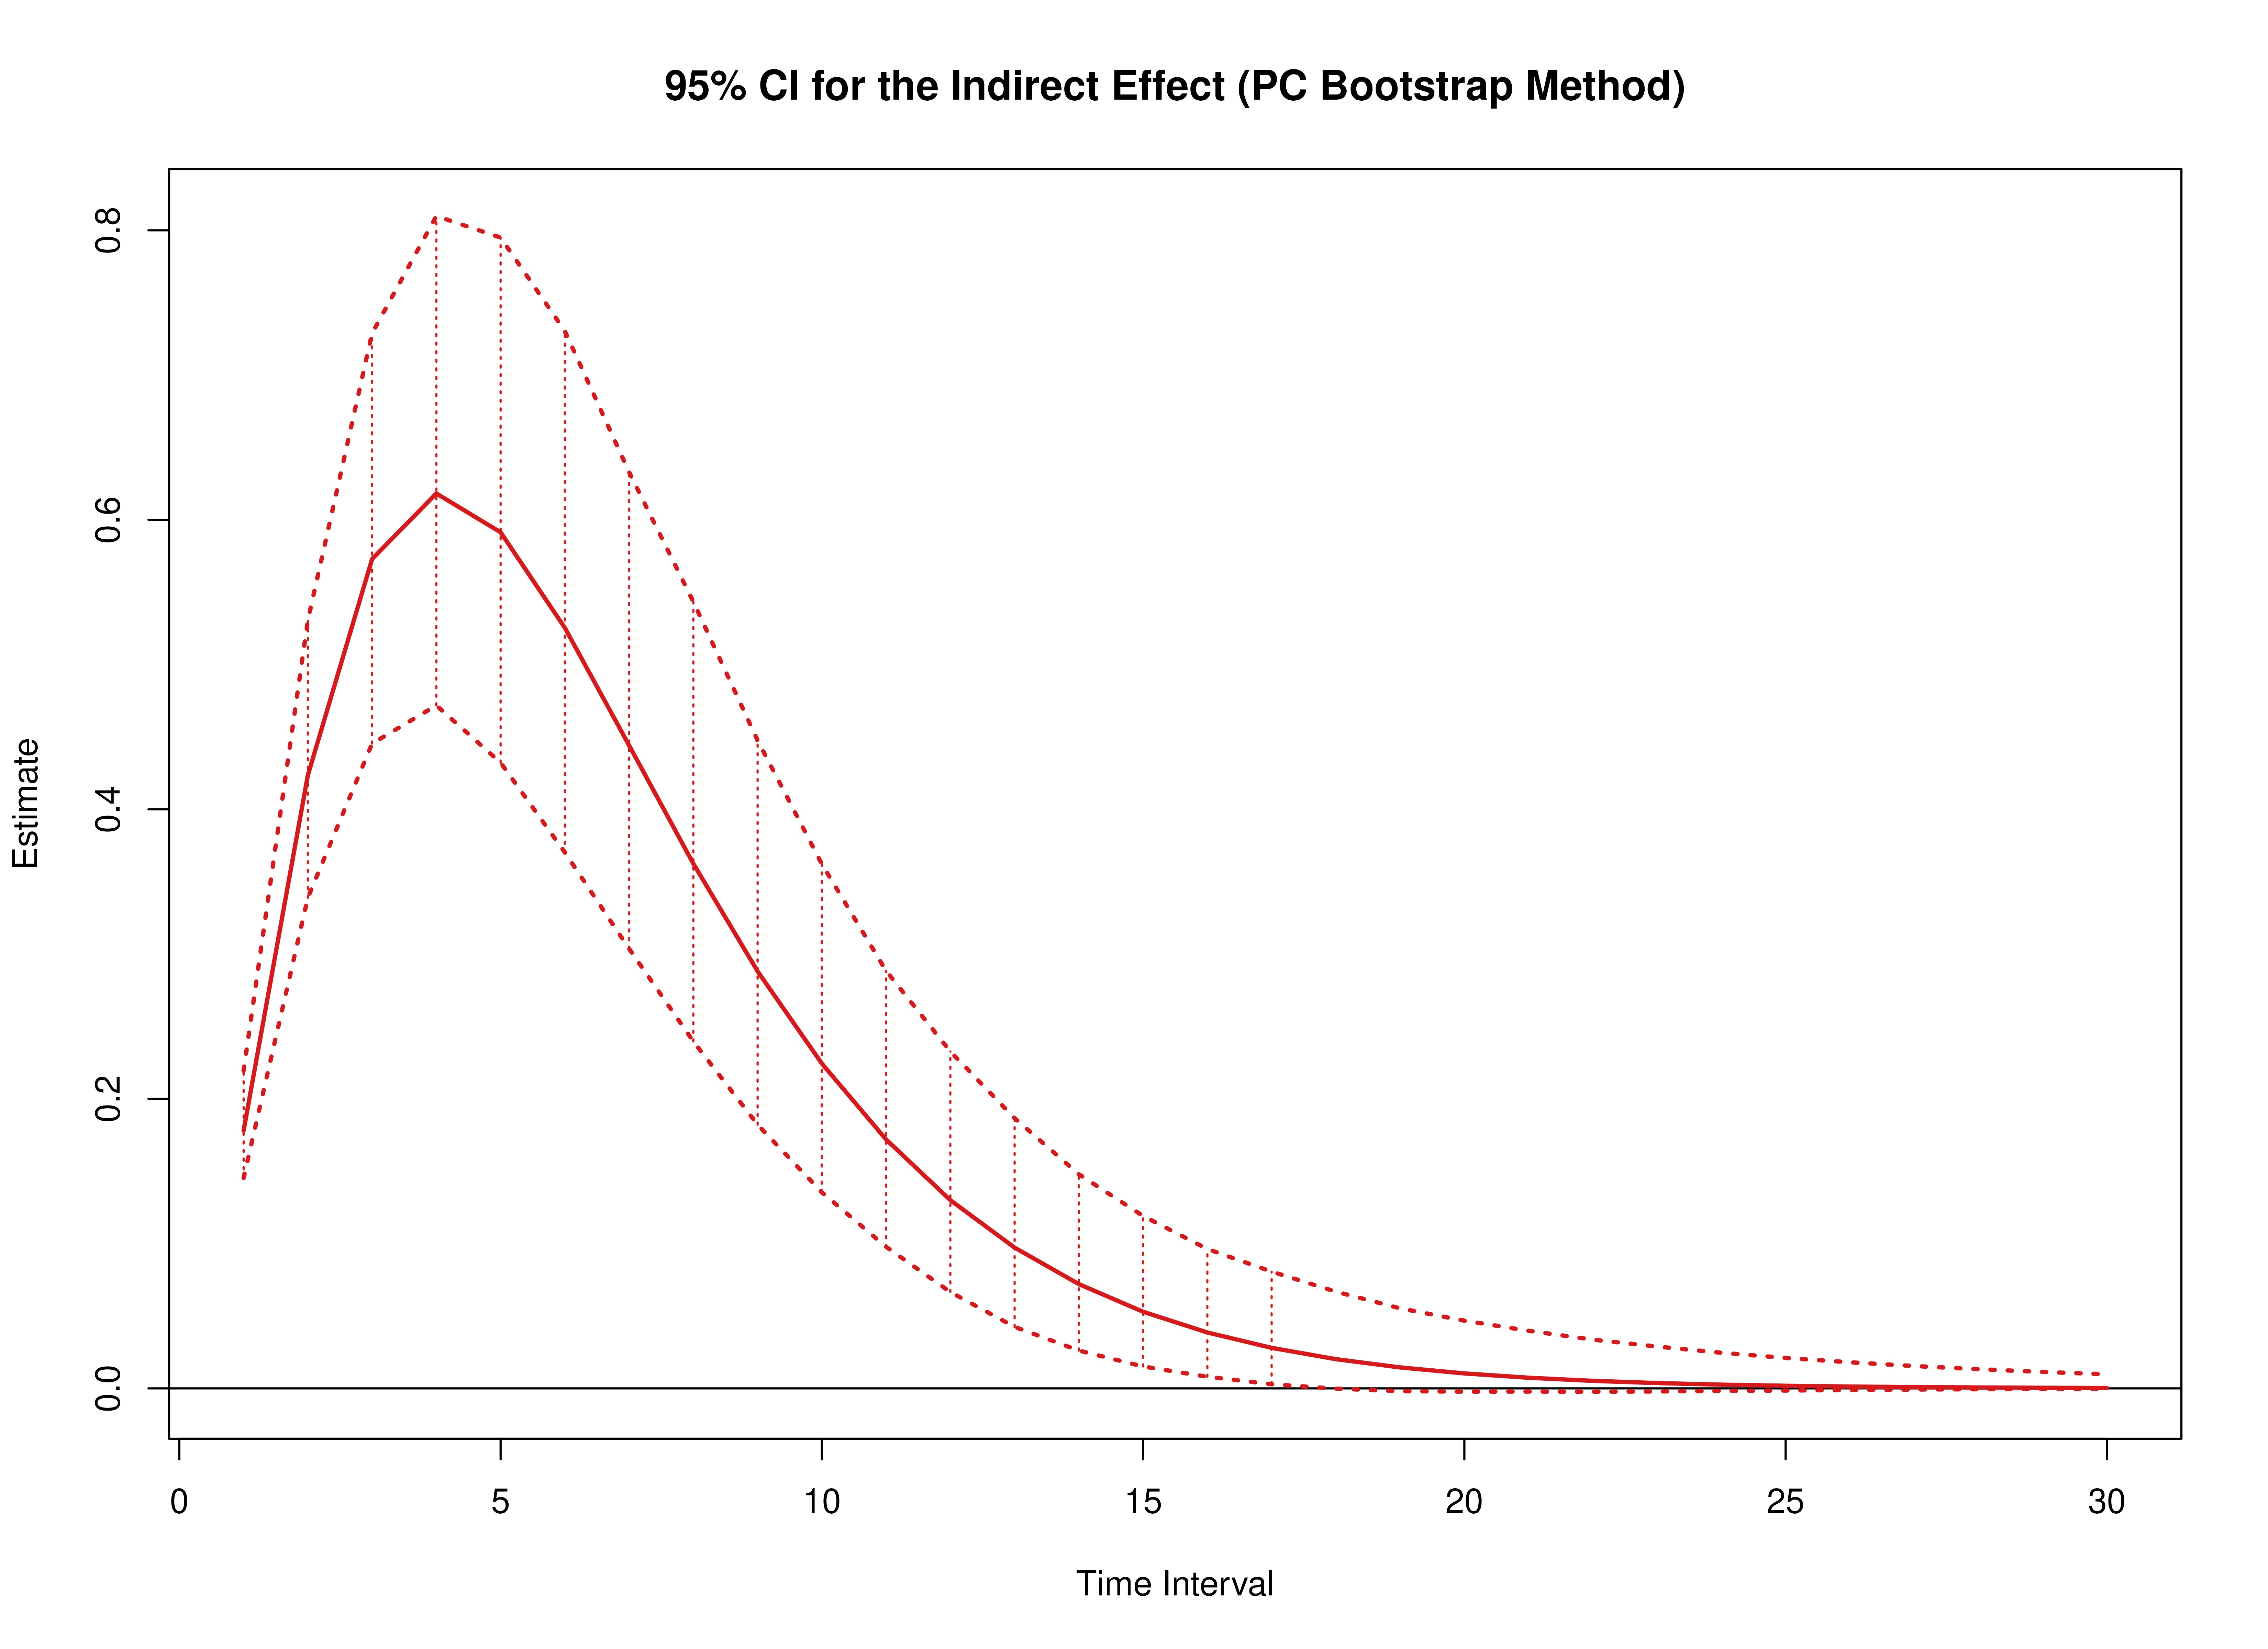 95% CI for the Indirect Effect (PC Bootstrap Method)
Estimate
0.8
0.6
0.4
0.2
0.0
0 5 10 15 20 25 30
Time Interval